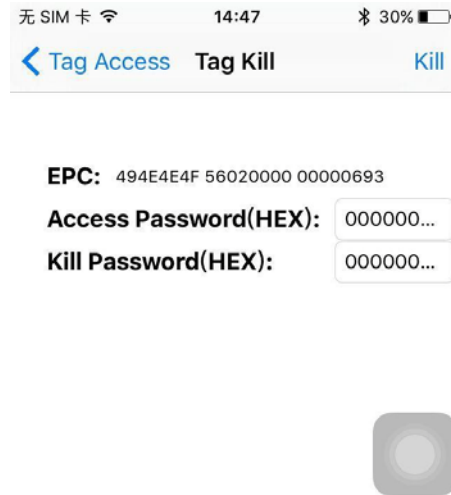 无 SIM 卡 14:47 30%
Tag Access Tag Kill Kill
EPC: 494E4E4F 56020000 00000693
Access Password(HEX): 000000...
Kill Password(HEX): 000000...